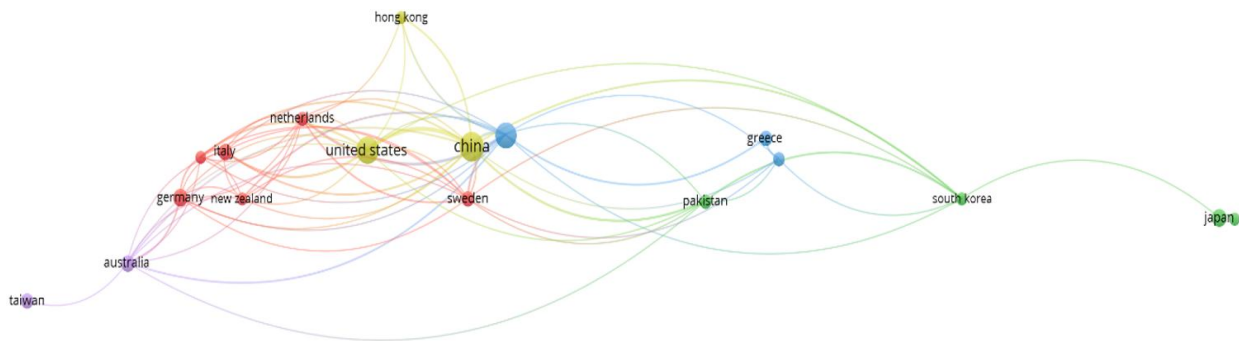 hong kong
netherlands
italy
united states
china
greece
germany
new zealand
sweden
pakistan
south korea
japan
australia
taiwan